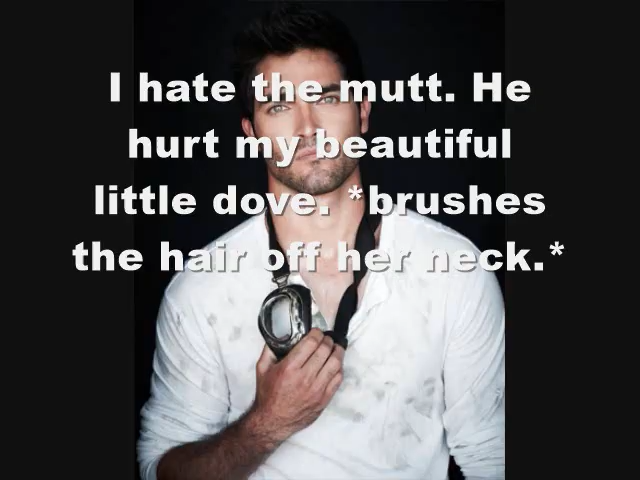 I hate the mutt. He
hurt my beautiful
little dove. *brushes
the hair off her neck.*